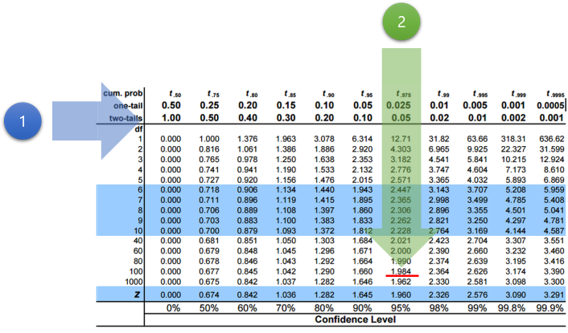 2
1
cum. prob t.50 t.75 t.80 t.85 t.90 t.95 t.975 t.99 t.995 t.999 t.9995
one-tail 0.50 0.25 0.20 0.15 0.10 0.05 0.025 0.01 0.005 0.001 0.0005
two-tails 1.00 0.50 0.40 0.30 0.20 0.10 0.05 0.02 0.01 0.002 0.001
df
1 0.000 1.000 1.376 1.963 3.078 6.314 12.71 31.82 63.66 318.31 636.62
2 0.000 0.816 1.061 1.386 1.886 2.920 4.303 6.965 9.925 22.327 31.599
3 0.000 0.765 0.978 1.250 1.638 2.353 3.182 4.541 5.841 10.215 12.924
4 0.000 0.741 0.941 1.190 1.533 2.132 2.776 3.747 4.604 7.173 8.610
5 0.000 0.727 0.920 1.156 1.476 2.015 2.571 3.365 4.032 5.893 6.869
6 0.000 0.718 0.906 1.134 1.440 1.943 2.447 3.143 3.707 5.208 5.959
7 0.000 0.711 0.896 1.119 1.415 1.895 2.365 2.998 3.499 4.785 5.408
8 0.000 0.706 0.889 1.108 1.397 1.860 2.306 2.896 3.355 4.501 5.041
9 0.000 0.703 0.883 1.100 1.383 1.833 2.262 2.821 3.250 4.297 4.781
10 0.000 0.700 0.879 1.093 1.372 1.812 2.228 2.764 3.169 4.144 4.587
40 0.000 0.681 0.851 1.050 1.303 1.684 2.021 2.423 2.704 3.307 3.551
60 0.000 0.679 0.848 1.045 1.296 1.671 2.000 2.390 2.660 3.232 3.460
80 0.000 0.678 0.846 1.043 1.292 1.664 1.990 2.374 2.639 3.195 3.416
100 0.000 0.677 0.845 1.042 1.290 1.660 1.984 2.364 2.626 3.174 3.390
1000 0.000 0.675 0.842 1.037 1.282 1.646 1.962 2.330 2.581 3.098 3.300
Z 0.000 0.674 0.842 1.036 1.282 1.645 1.960 2.326 2.576 3.090 3.291
0% 50% 60% 70% 80% 90% 95% 98% 99% 99.8% 99.9%
Confidence Level